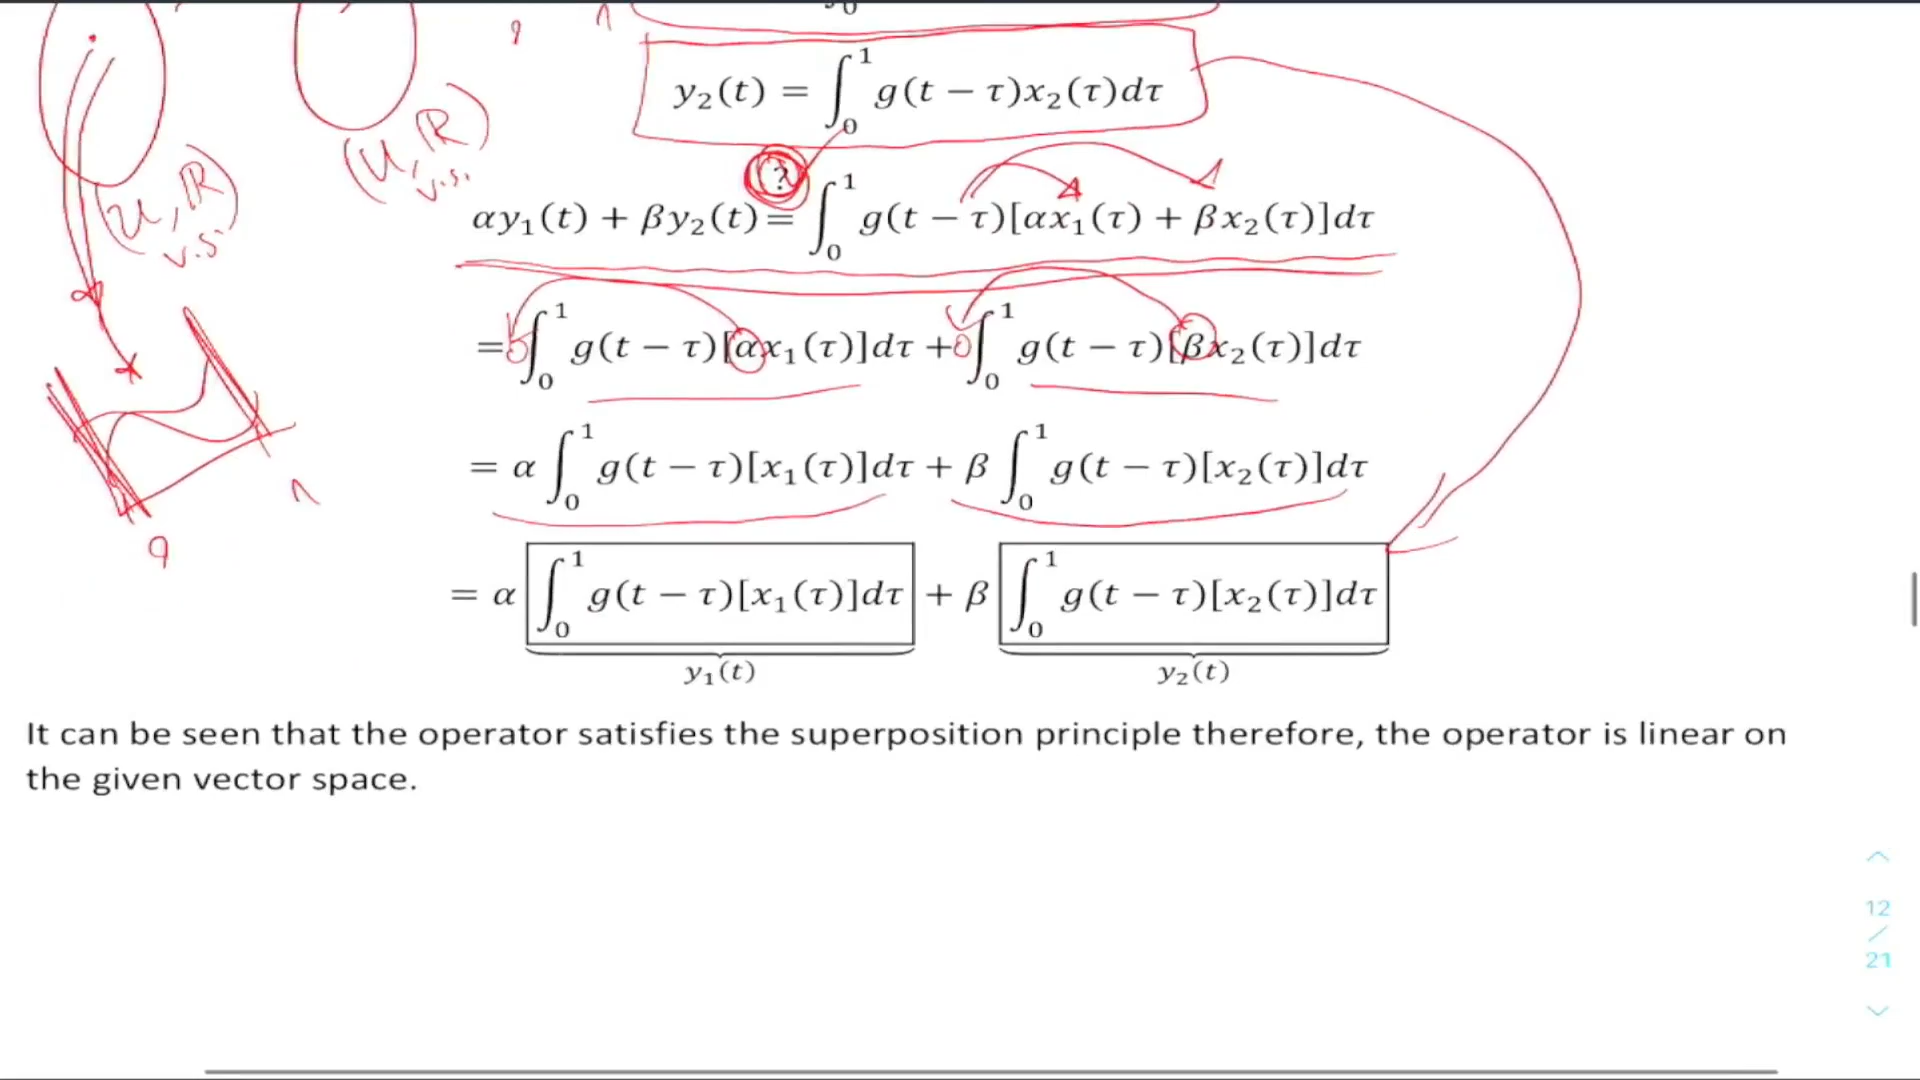 y₂(t) = ∫₀¹ g(t − τ)x₂(τ)dτ
(U, ℝ) v.s.
(U, ℝ) v.s.
?
αy₁(t) + βy₂(t) = ∫₀¹ g(t − τ)[αx₁(τ) + βx₂(τ)]dτ
= ∫₀¹ g(t − τ)[αx₁(τ)]dτ + ∫₀¹ g(t − τ)[βx₂(τ)]dτ
= α ∫₀¹ g(t − τ)[x₁(τ)]dτ + β ∫₀¹ g(t − τ)[x₂(τ)]dτ
= α ∫₀¹ g(t − τ)[x₁(τ)]dτ + β ∫₀¹ g(t − τ)[x₂(τ)]dτ
y₁(t) y₂(t)
It can be seen that the operator satisfies the superposition principle therefore, the operator is linear on
the given vector space.
12
/
21